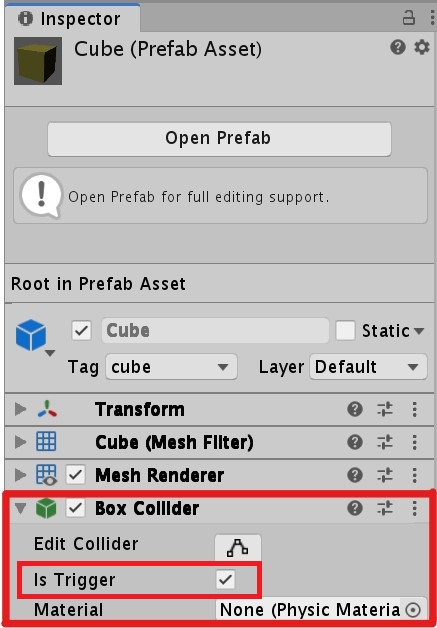 Inspector
Cube (Prefab Asset)
Open Prefab
Open Prefab for full editing support.
Root in Prefab Asset
Cube Static
Tag cube Layer Default
Transform
Cube (Mesh Filter)
Mesh Renderer
Box Collider
Edit Collider
Is Trigger
Material None (Physic Materia